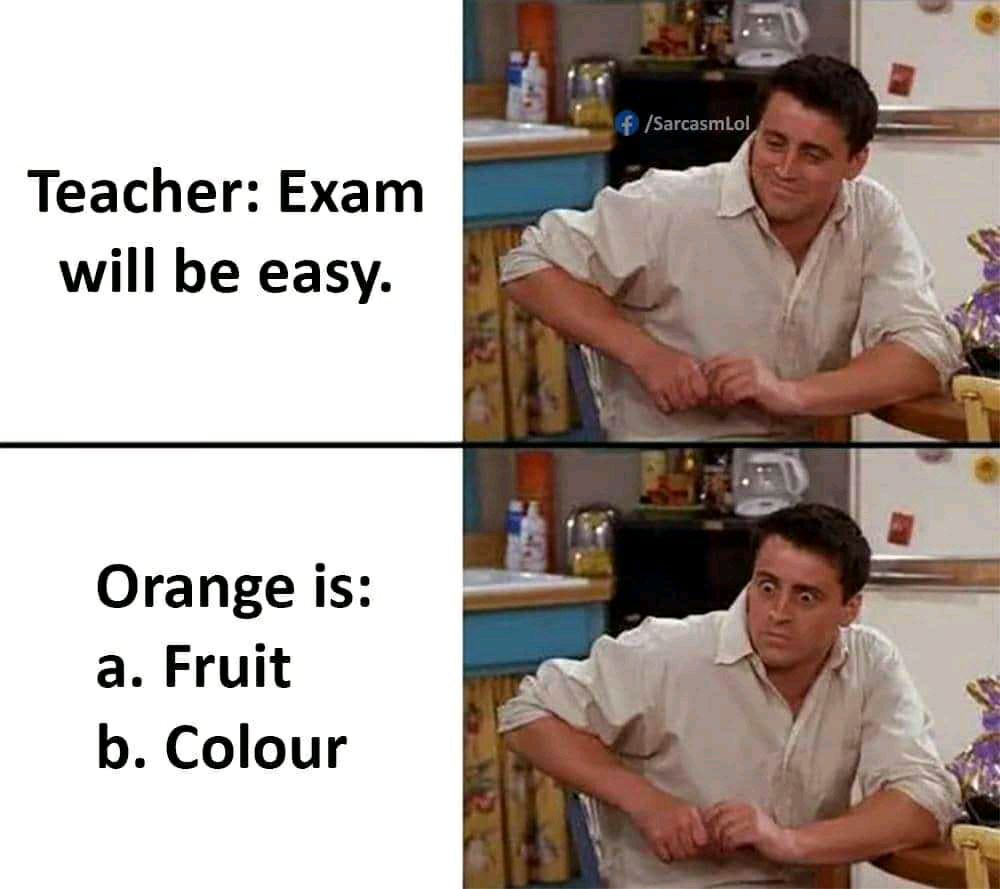 /SarcasmLol
Teacher: Exam
will be easy.
Orange is:
a. Fruit
b. Colour